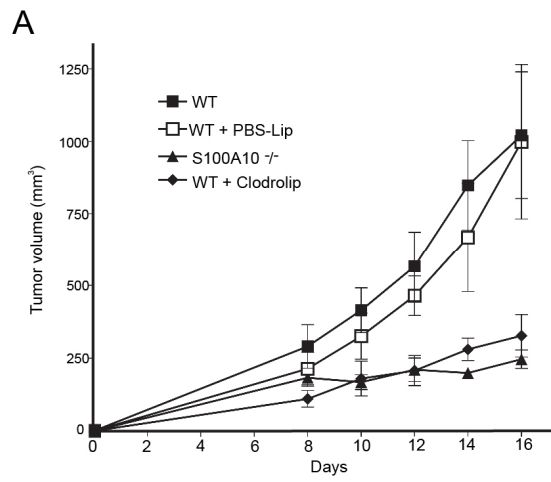 A
1250
1000
750
500
250
0
Tumor volume (mm³)
WT
WT + PBS-Lip
S100A10 -/-
WT + Clodrolip
0 2 4 6 8 10 12 14 16
Days